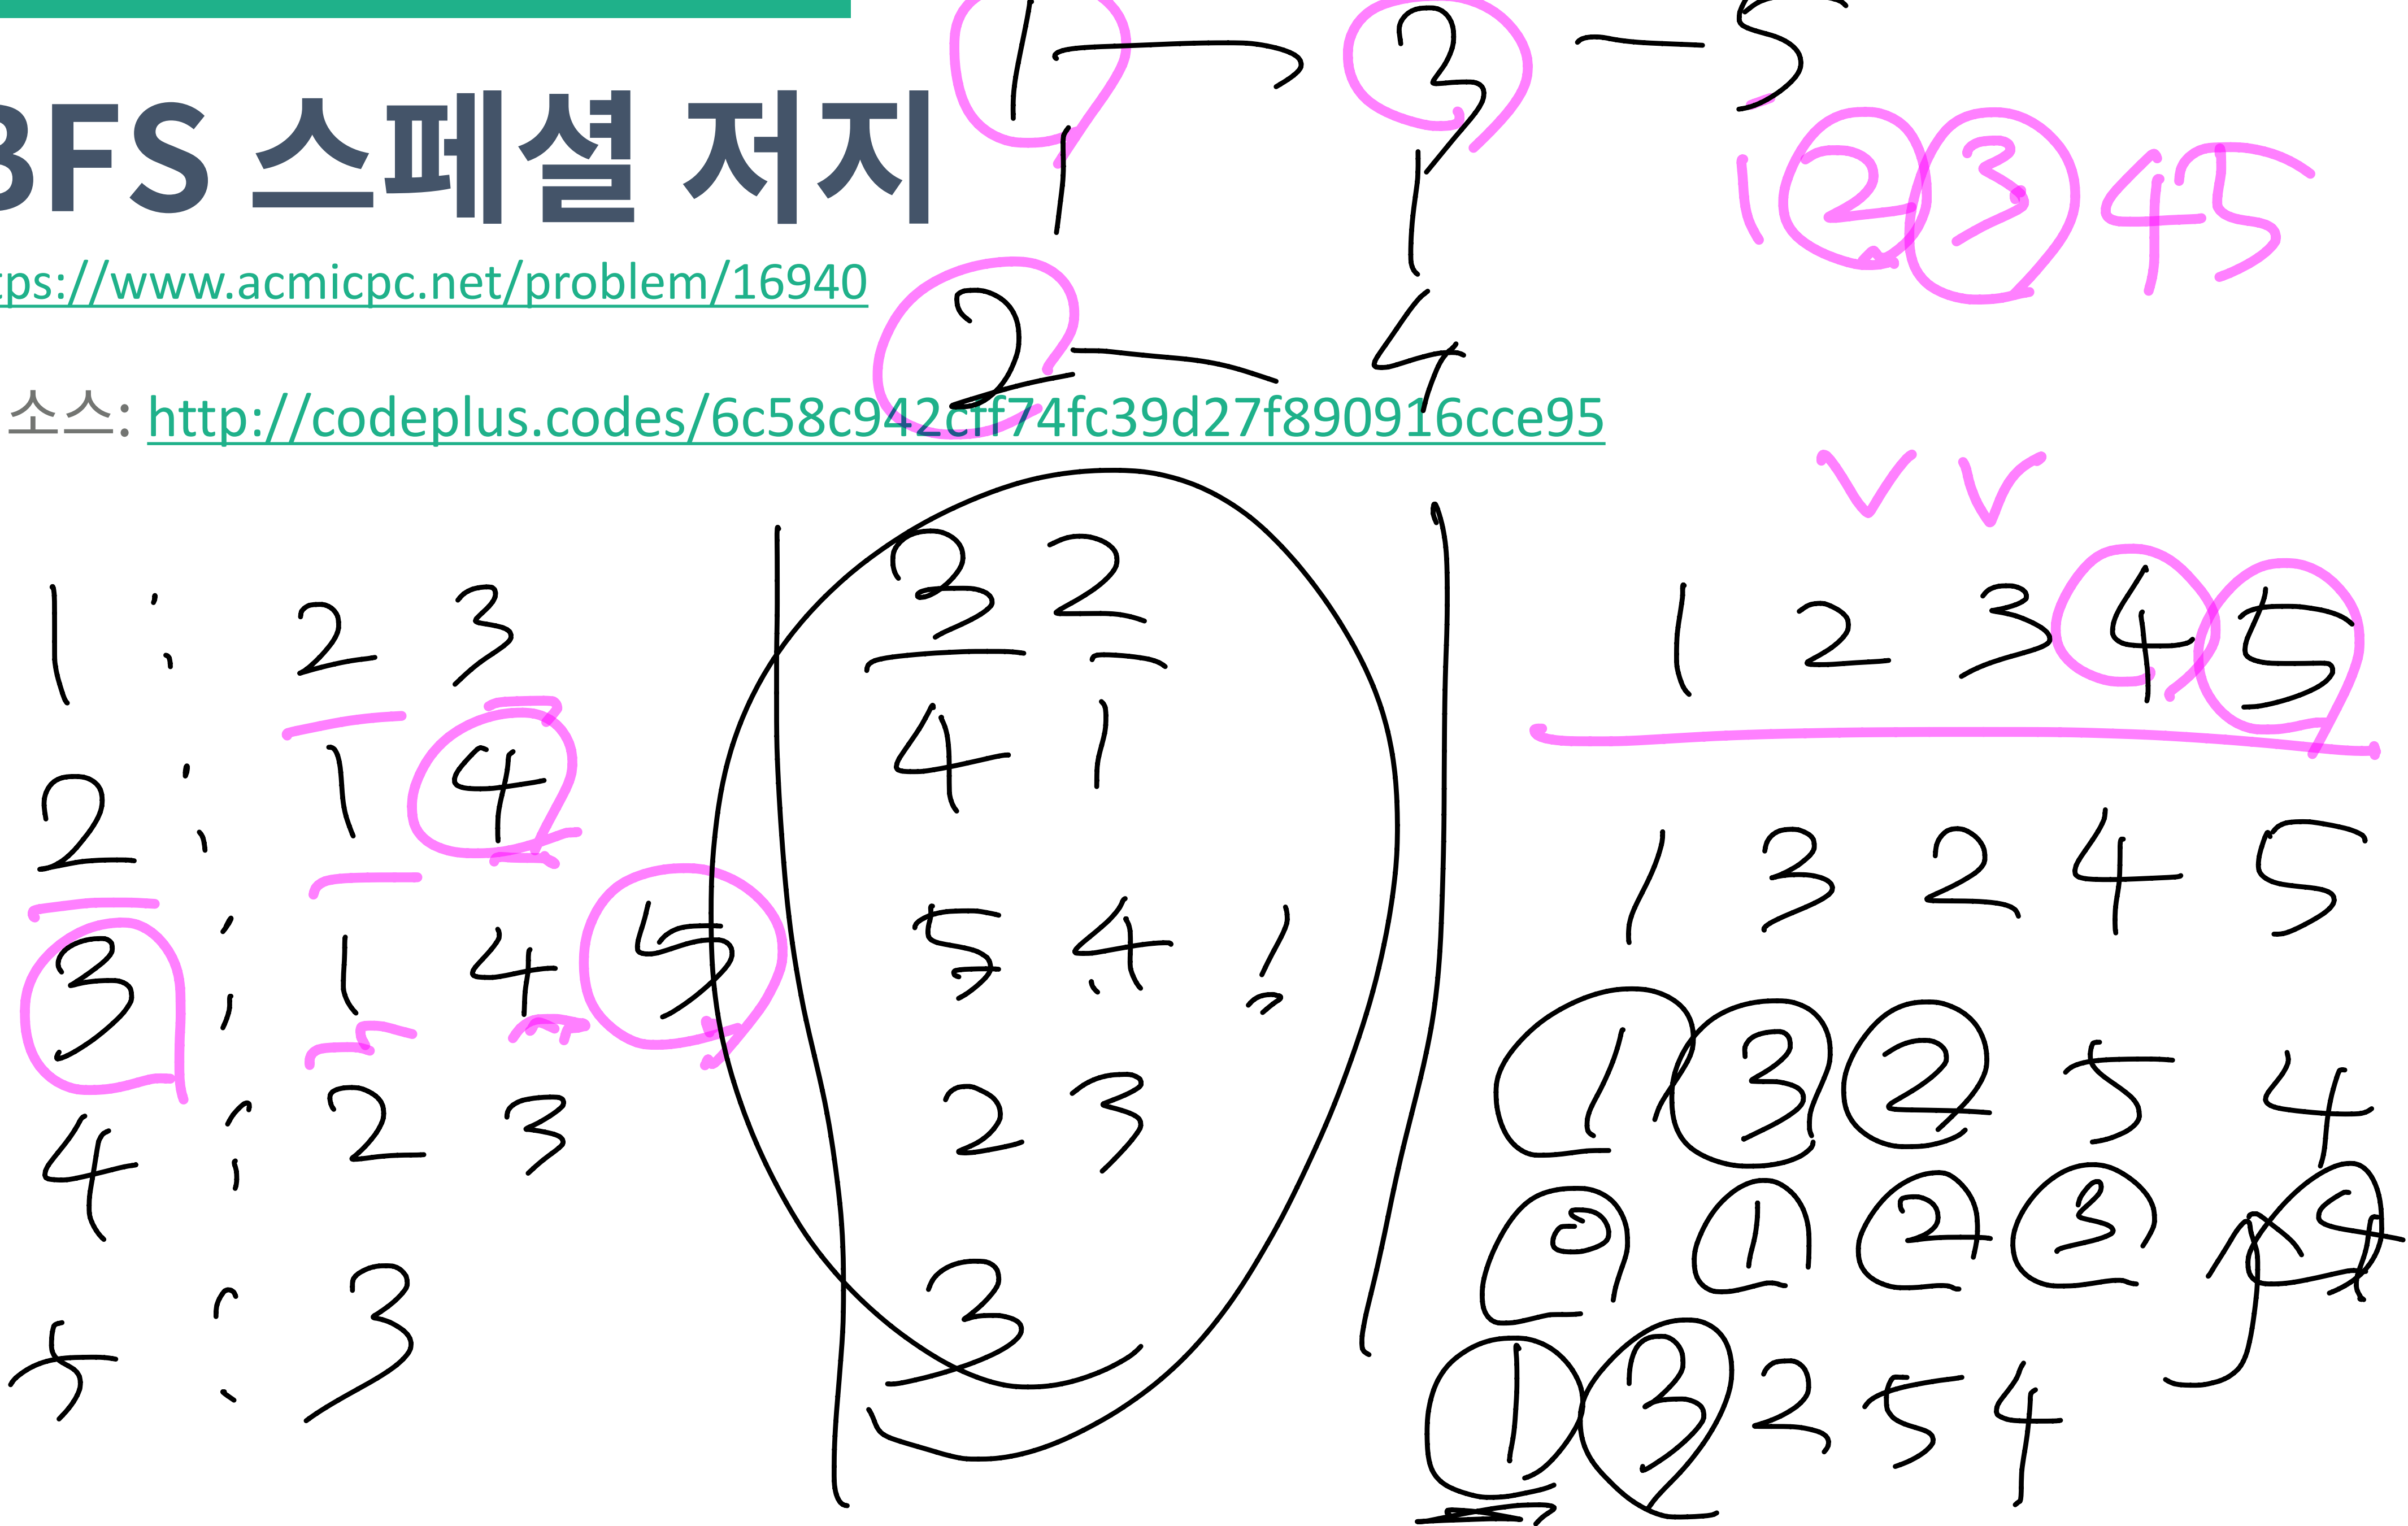 1 3 5
BFS 스페셜 저지
1 2 3 4 5
tps://www.acmicpc.net/problem/16940
2 4
소스: http://codeplus.codes/6c58c942cff74fc39d27f890916cce95
1 : 2 3
2 : 1 4
3 : 1 4 5
4 : 2 3
5 : 3
3 2
4 1
5 4 1
2 3
3
1 2 3 4 5
1 3 2 4 5
1 3 2 5 4
1 2 3
1 3 2 5 4